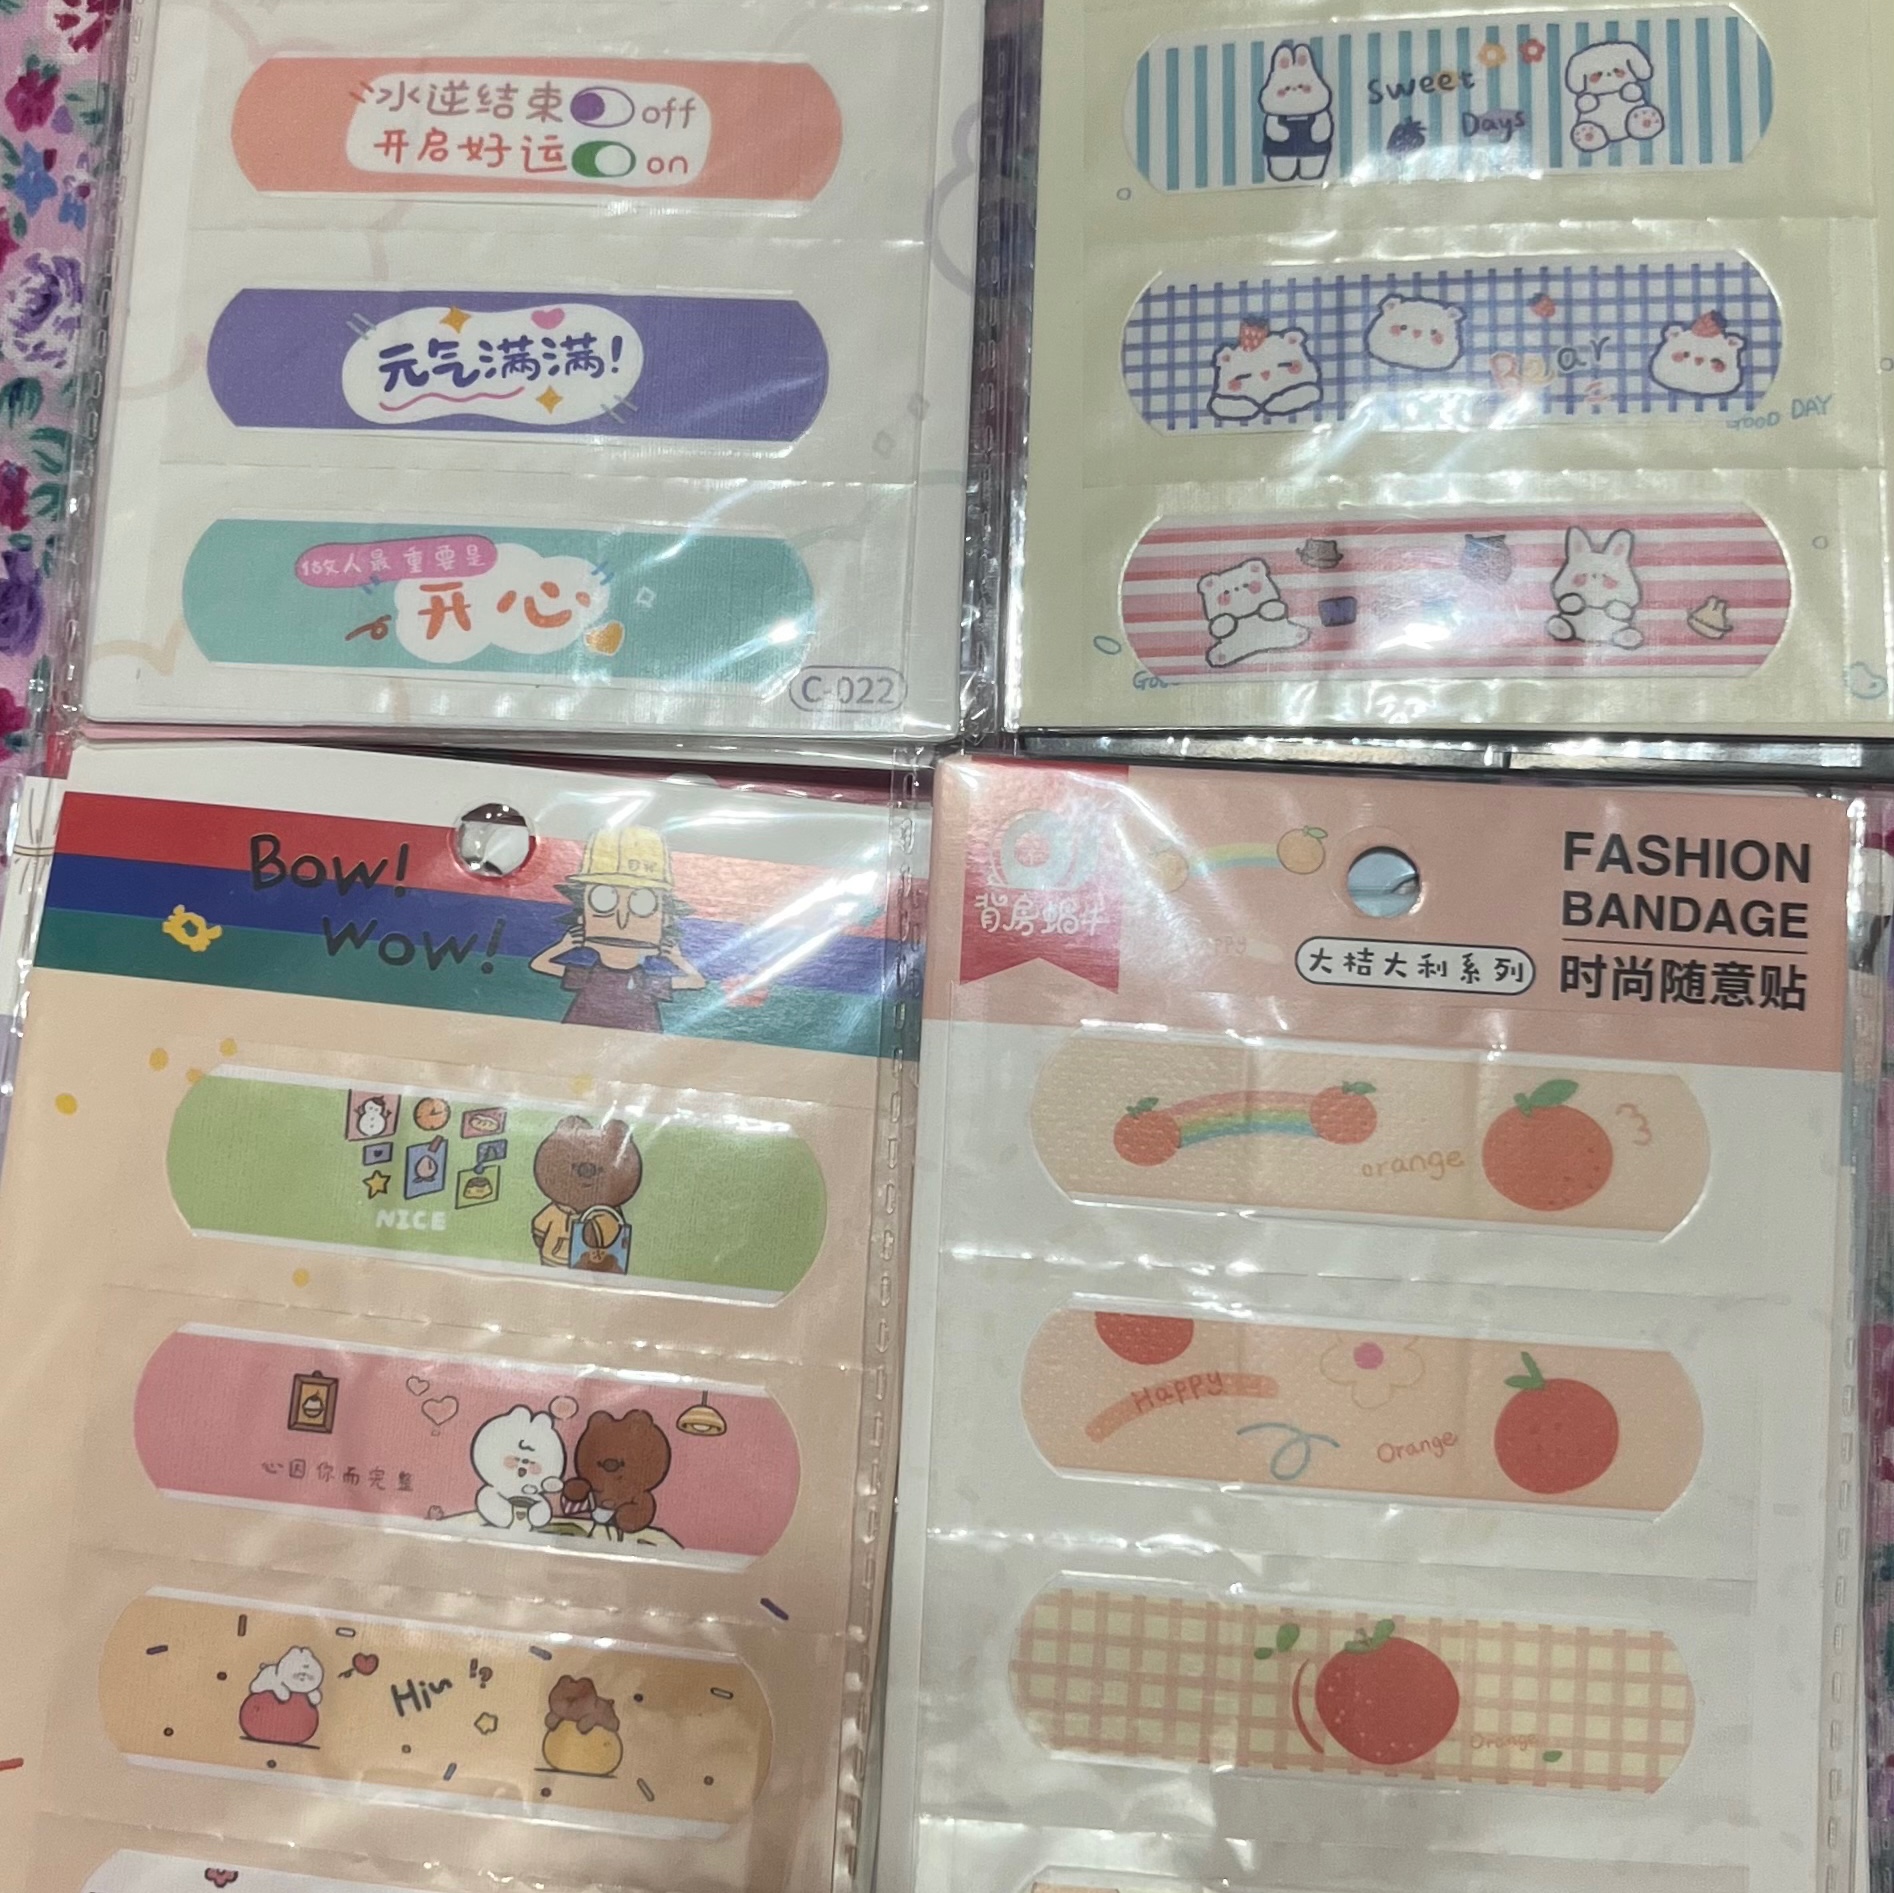 水逆结束 off
开启好运 on
元气满满!
做人最重要是
开心
C-022
Sweet
Days
Bear
GOOD DAY
Bow!
Wow!
NICE
心因你而完整
背房蝸牛
FASHION
BANDAGE
大桔大利系列
时尚随意贴
orange
Happy
Orange
Orange